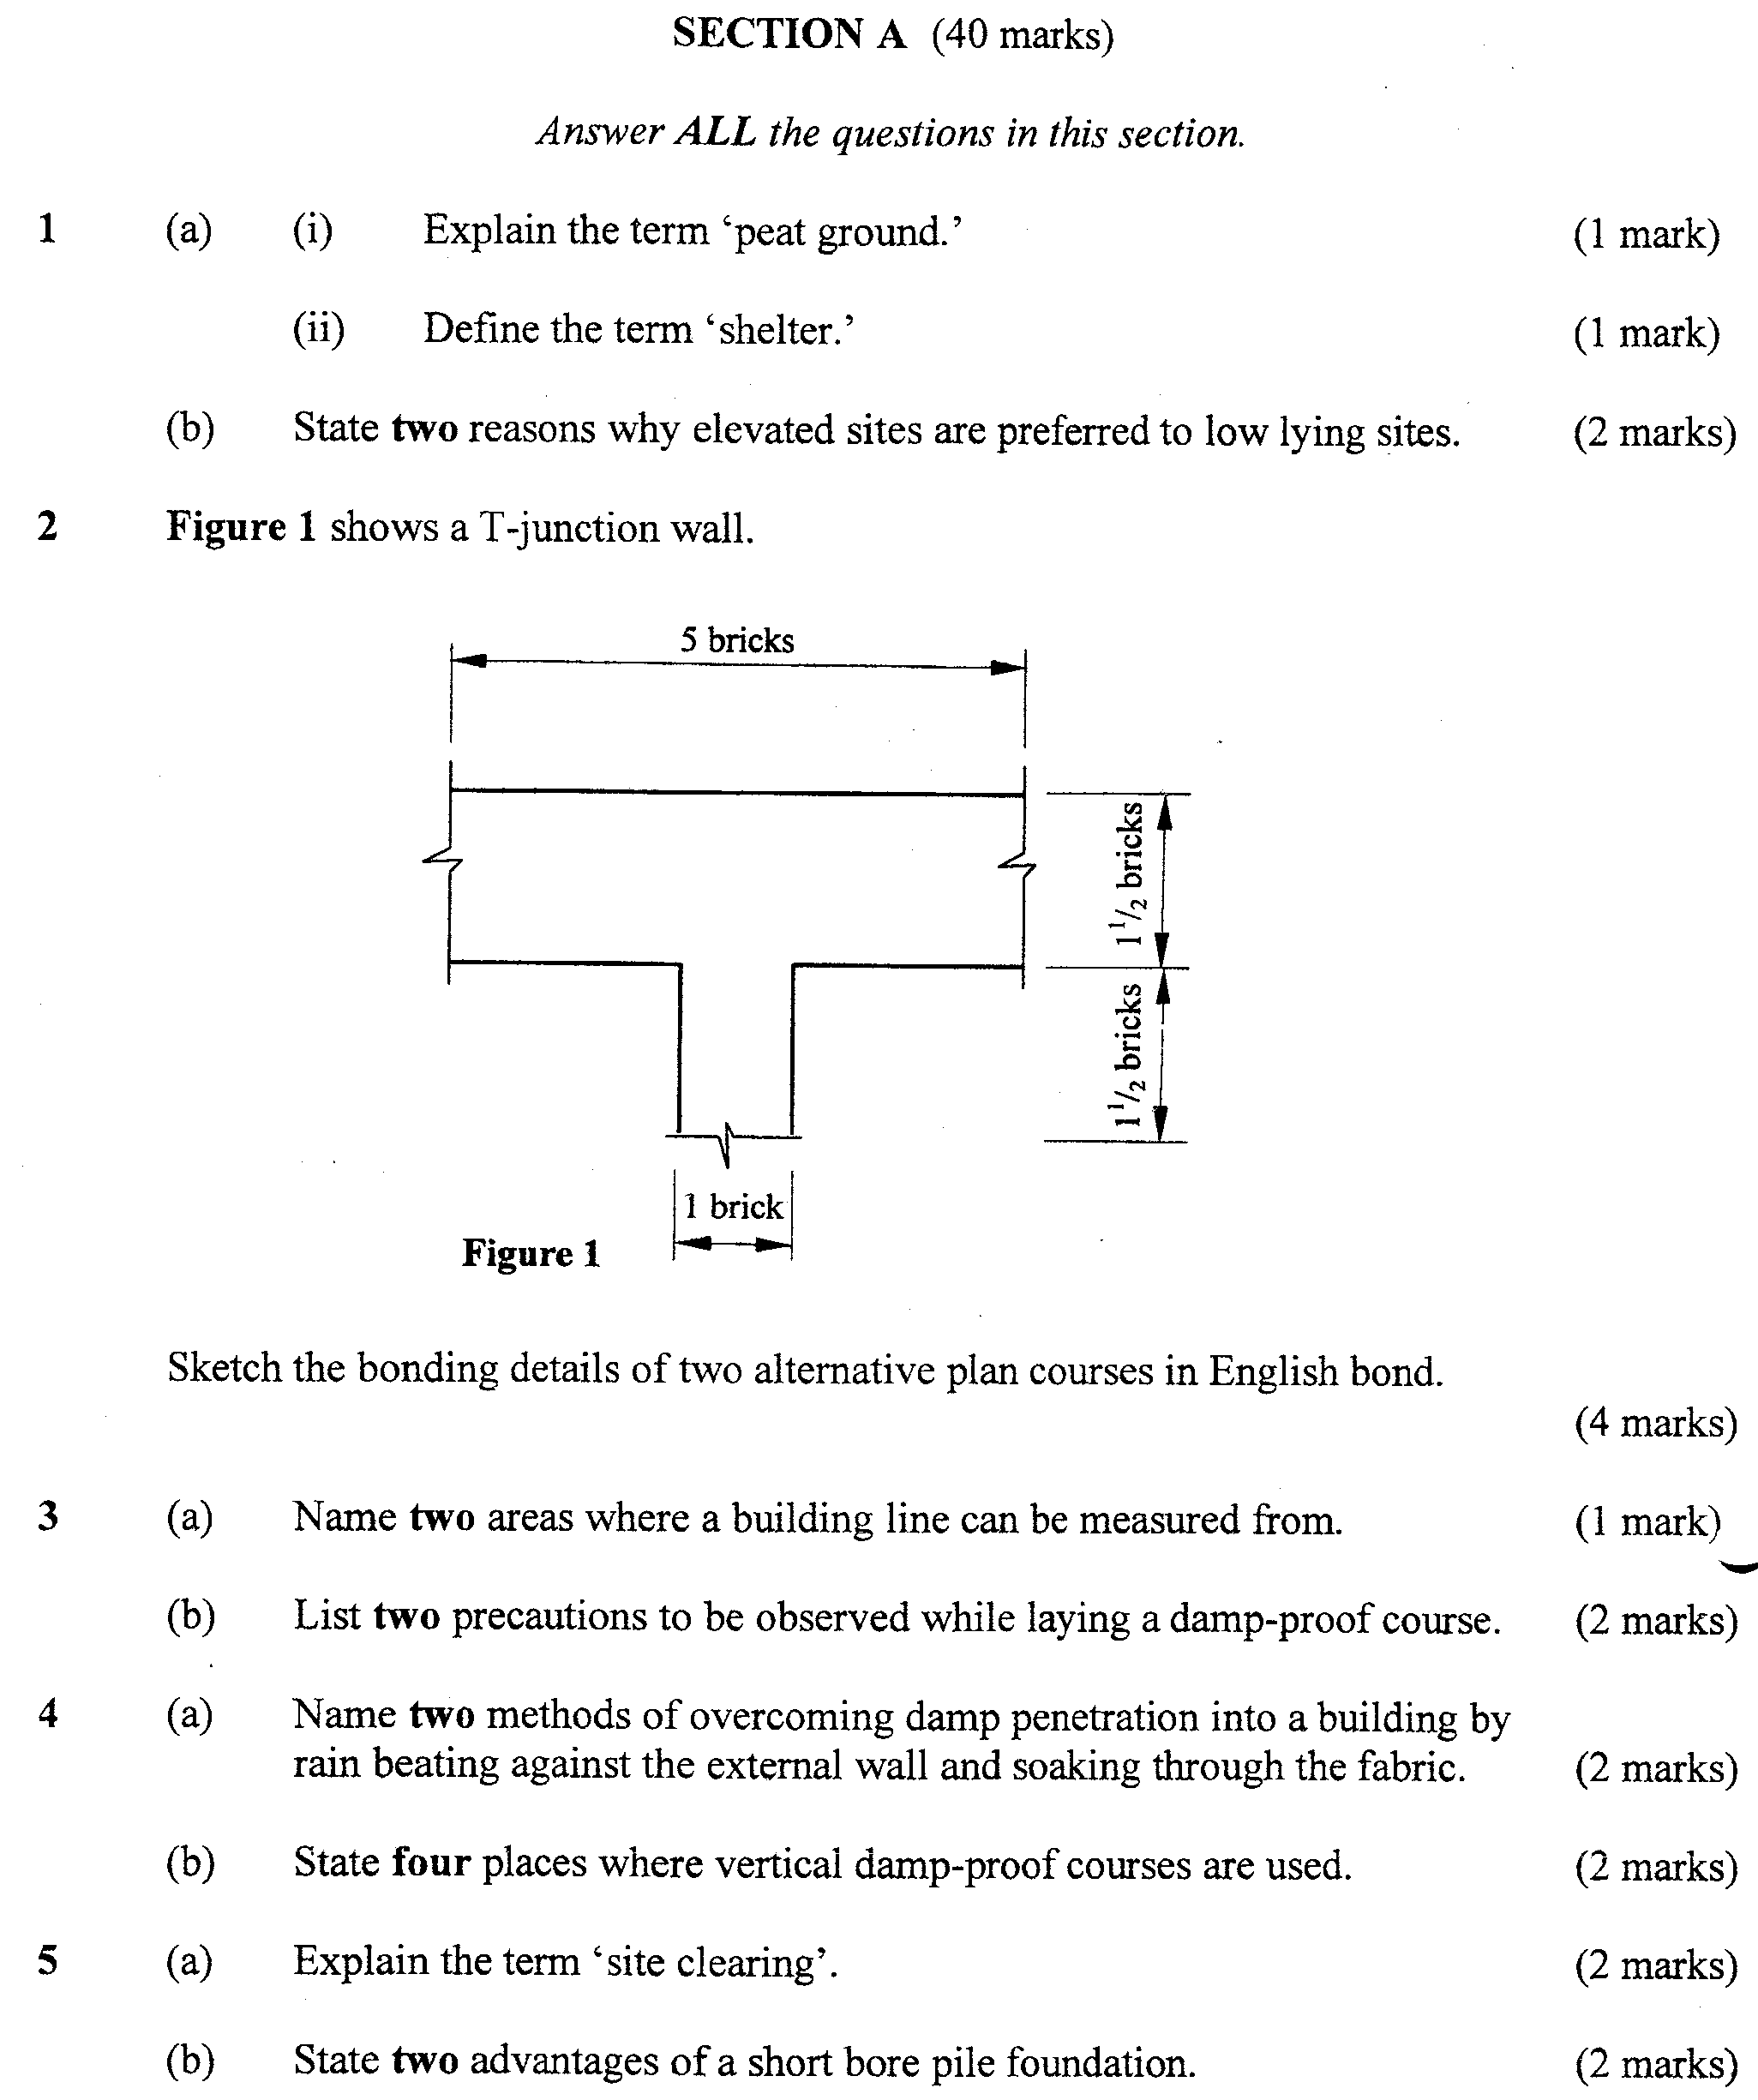 SECTION A (40 marks)
Answer ALL the questions in this section.
1 (a) (i) Explain the term ‘peat ground.’ (1 mark)
(ii) Define the term ‘shelter.’ (1 mark)
(b) State two reasons why elevated sites are preferred to low lying sites. (2 marks)
2 Figure 1 shows a T-junction wall.
5 bricks
1 1/2 bricks
1 1/2 bricks
1 brick
Figure 1
Sketch the bonding details of two alternative plan courses in English bond.
(4 marks)
3 (a) Name two areas where a building line can be measured from. (1 mark)
(b) List two precautions to be observed while laying a damp-proof course. (2 marks)
4 (a) Name two methods of overcoming damp penetration into a building by
rain beating against the external wall and soaking through the fabric. (2 marks)
(b) State four places where vertical damp-proof courses are used. (2 marks)
5 (a) Explain the term ‘site clearing’. (2 marks)
(b) State two advantages of a short bore pile foundation. (2 marks)